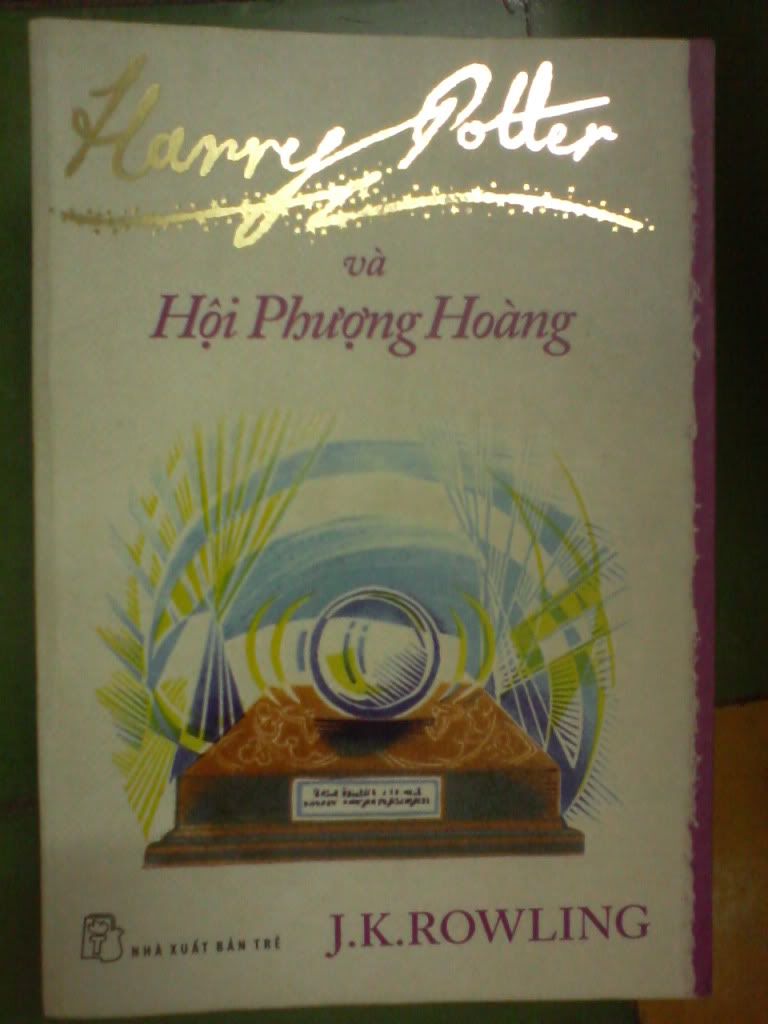 Harry Potter
và
Hội Phượng Hoàng
NHÀ XUẤT BẢN TRẺ
J.K.ROWLING